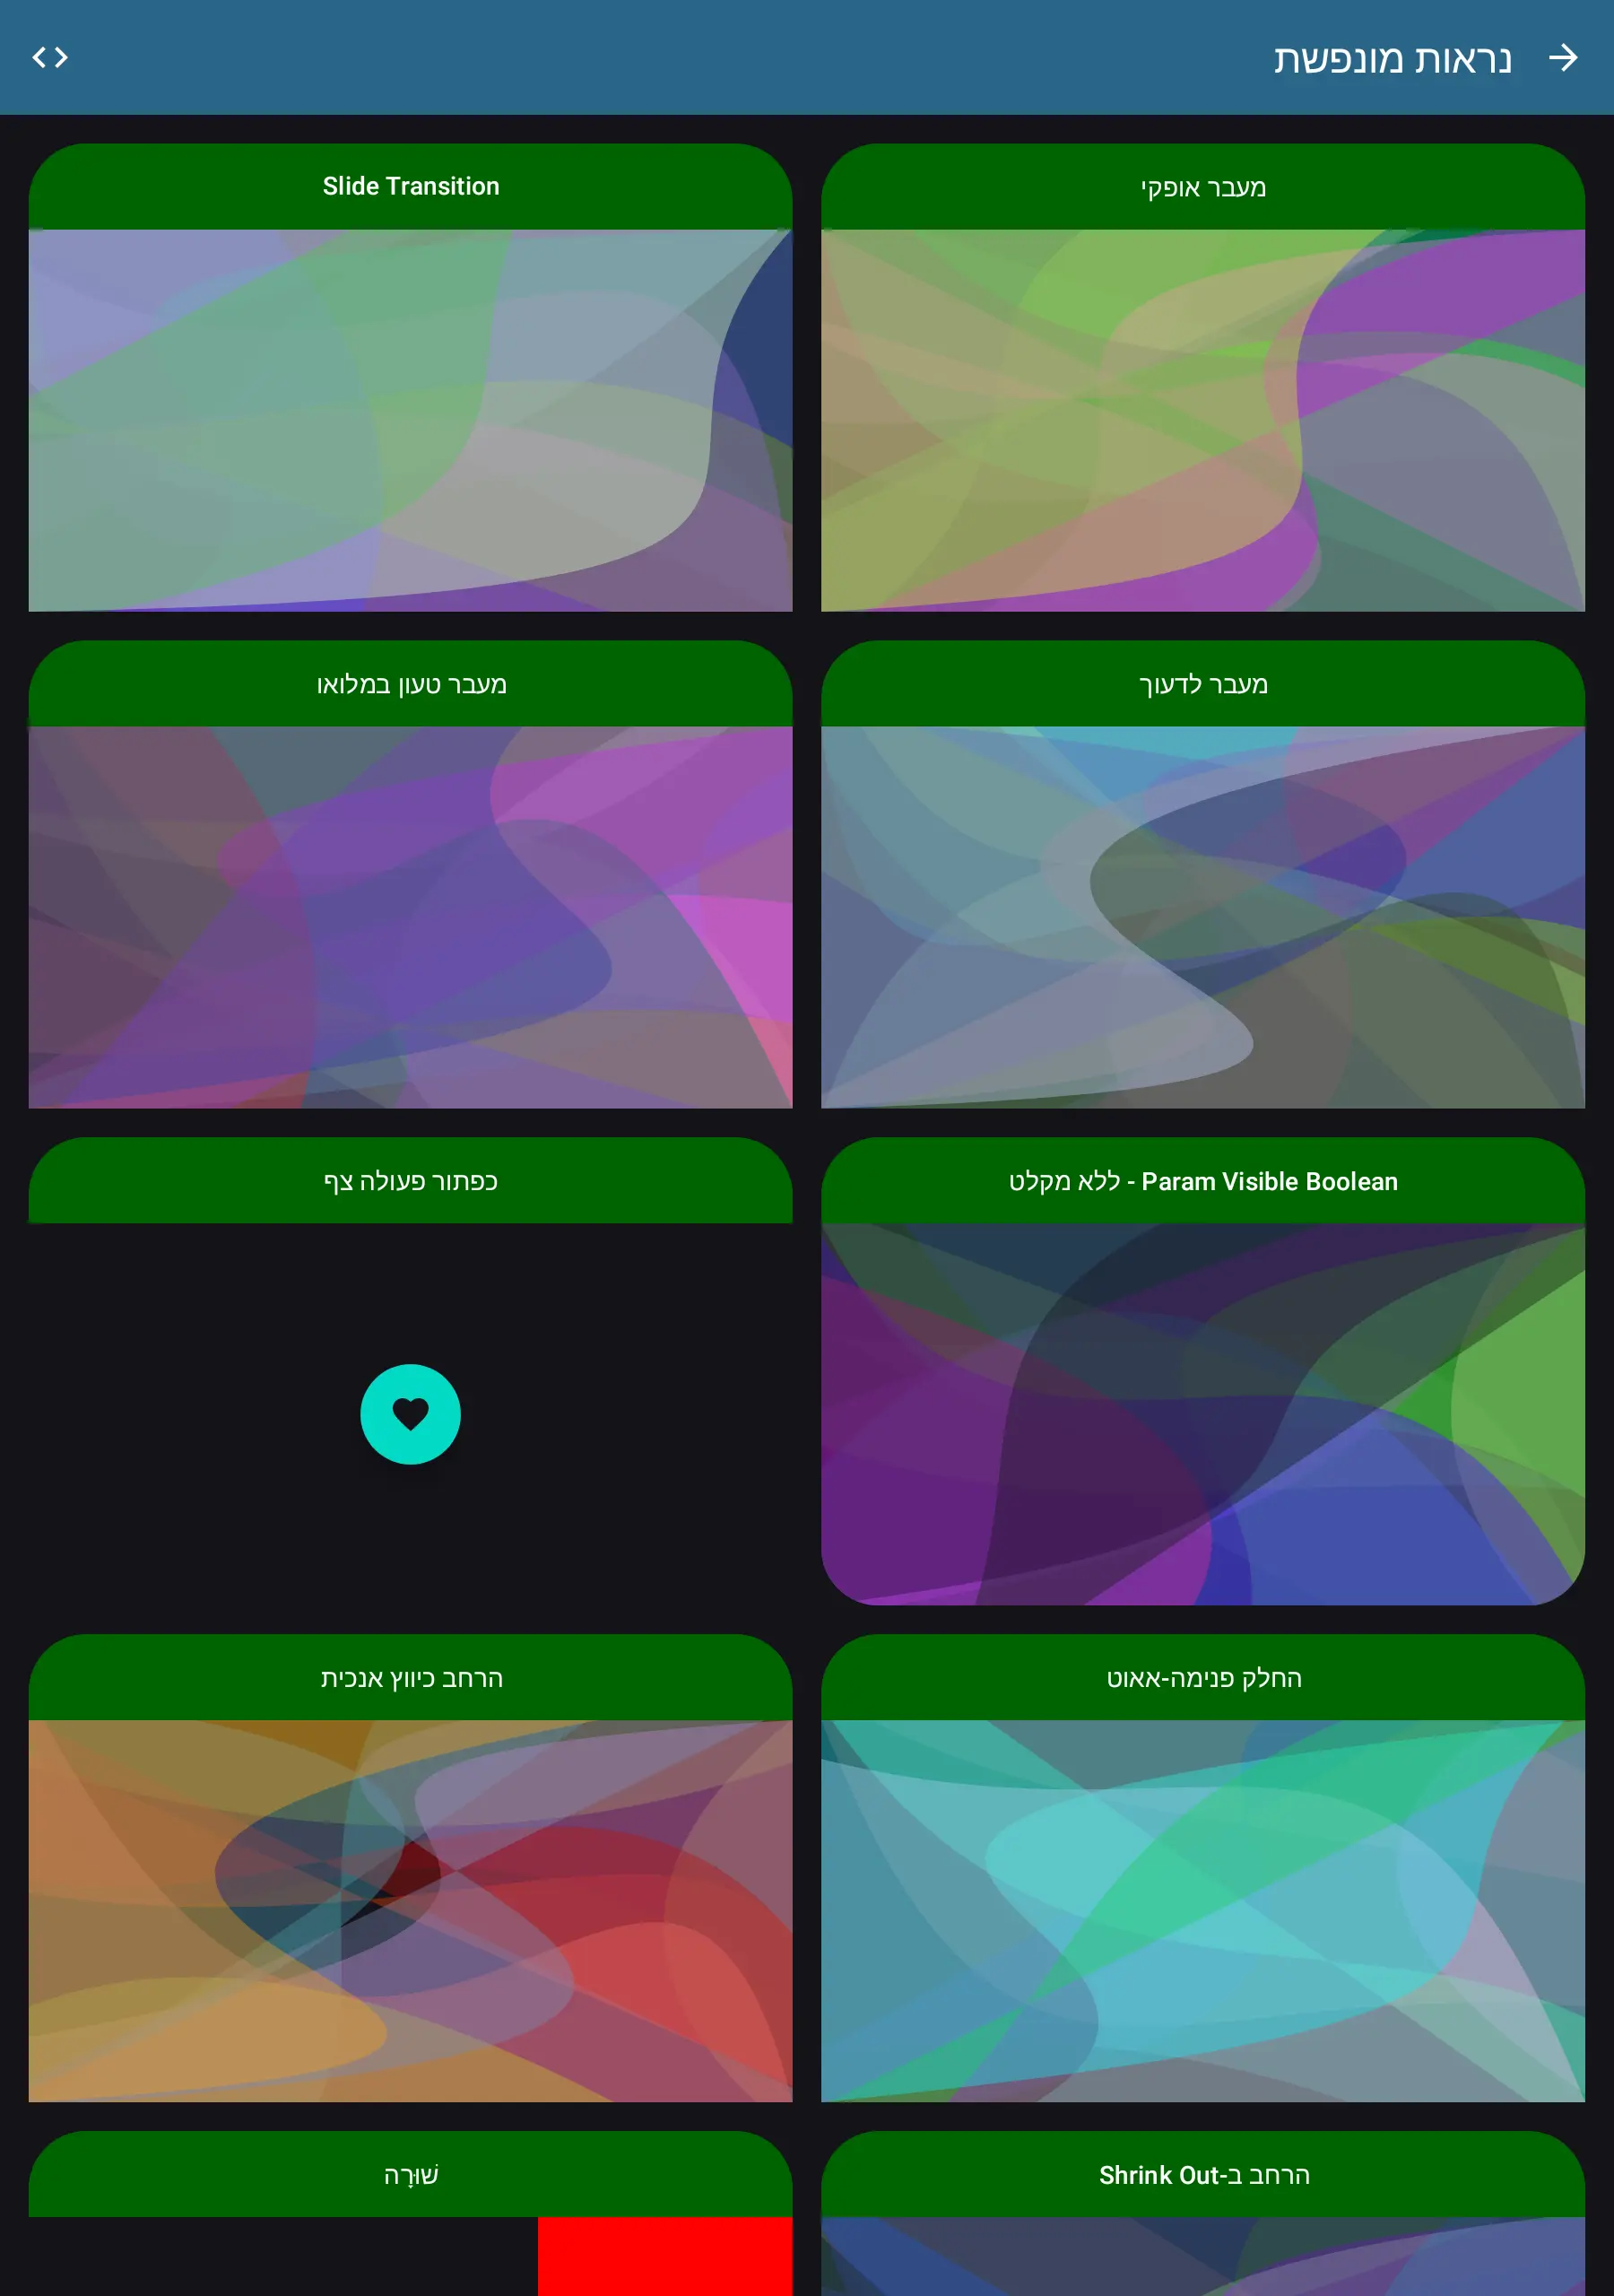 נראות מונפשת
מעבר אופקי
Slide Transition
מעבר לדעוך
מעבר טעון במלואו
ללא מקלט - Param Visible Boolean
כפתור פעולה צף
החלק פנימה-אאוט
הרחב כיווץ אנכית
הרחב ב-Shrink Out
שׁוּרָה